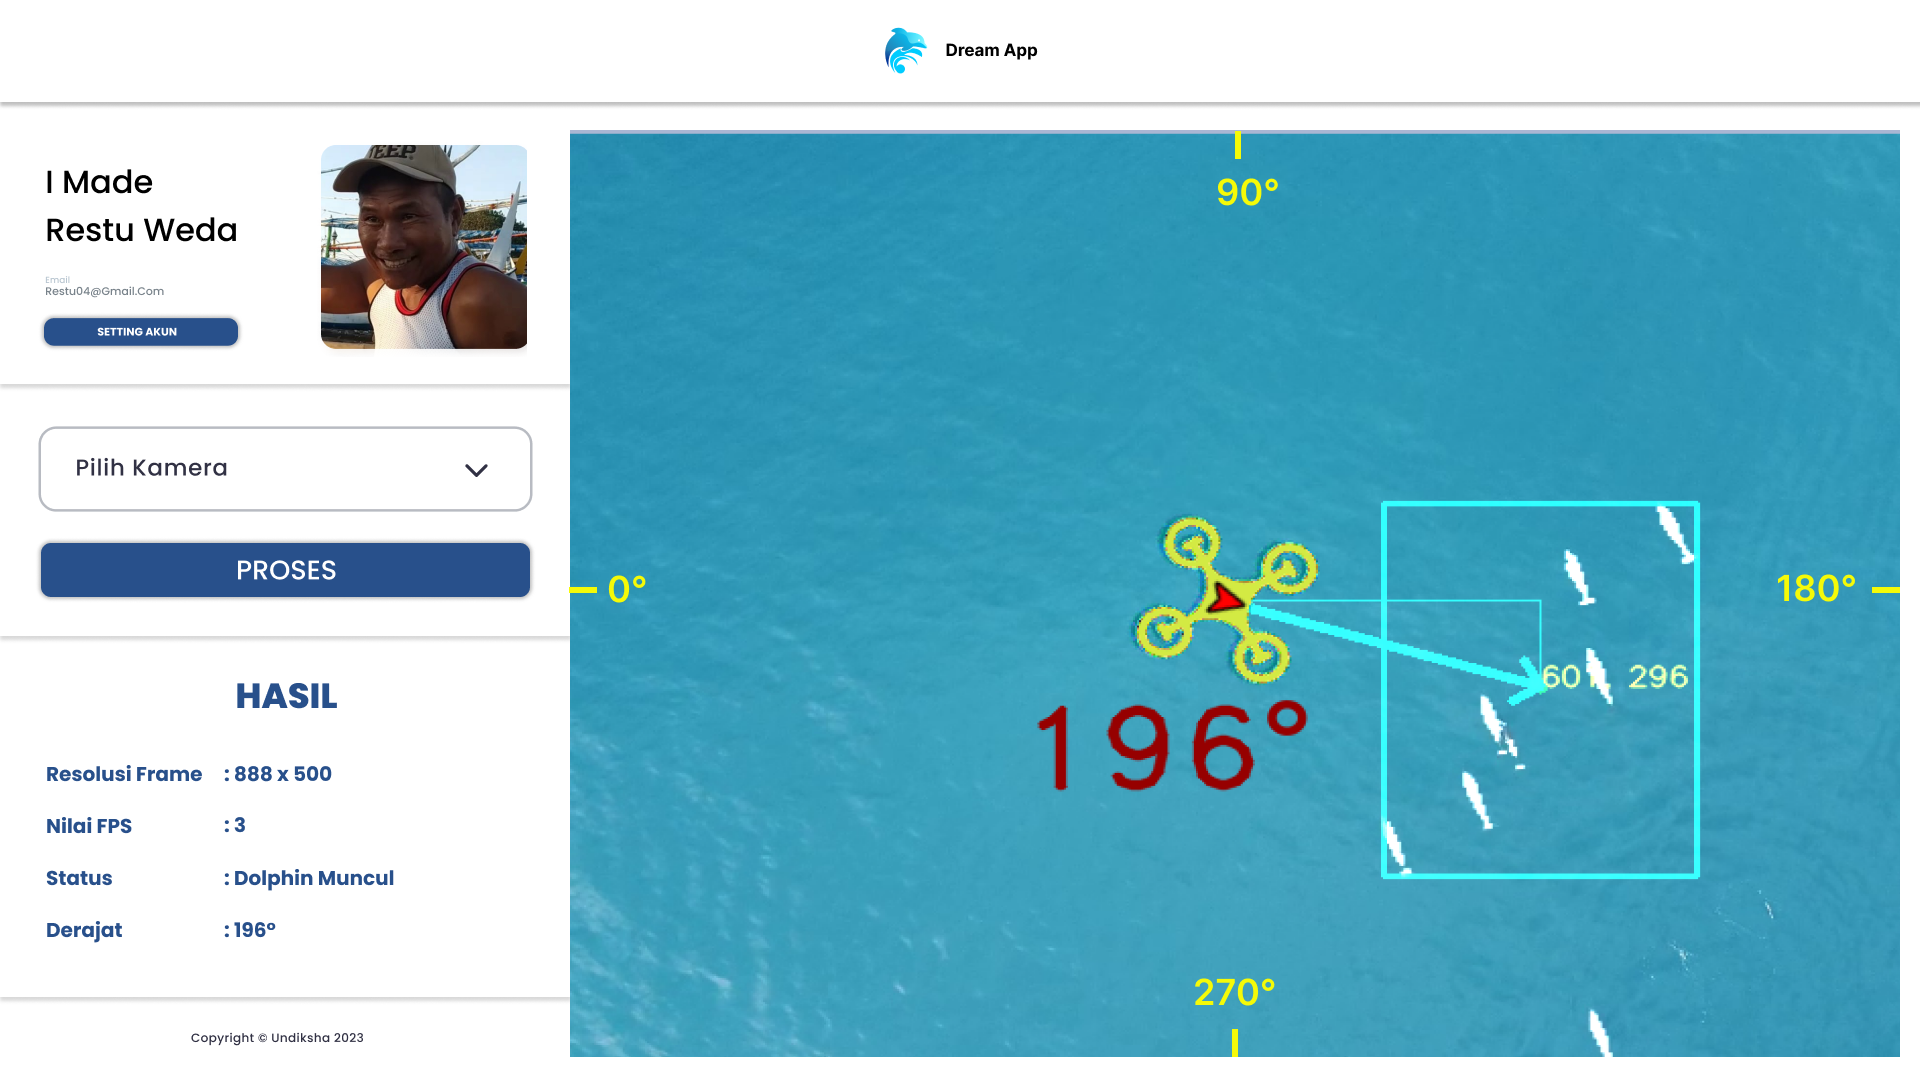 Dream App
I Made
Restu Weda
Email
Restu04@Gmail.Com
SETTING AKUN
Pilih Kamera
PROSES
HASIL
Resolusi Frame : 888 x 500
Nilai FPS : 3
Status : Dolphin Muncul
Derajat : 196°
Copyright © Undiksha 2023
90°
0°
180°
601 296
196°
270°